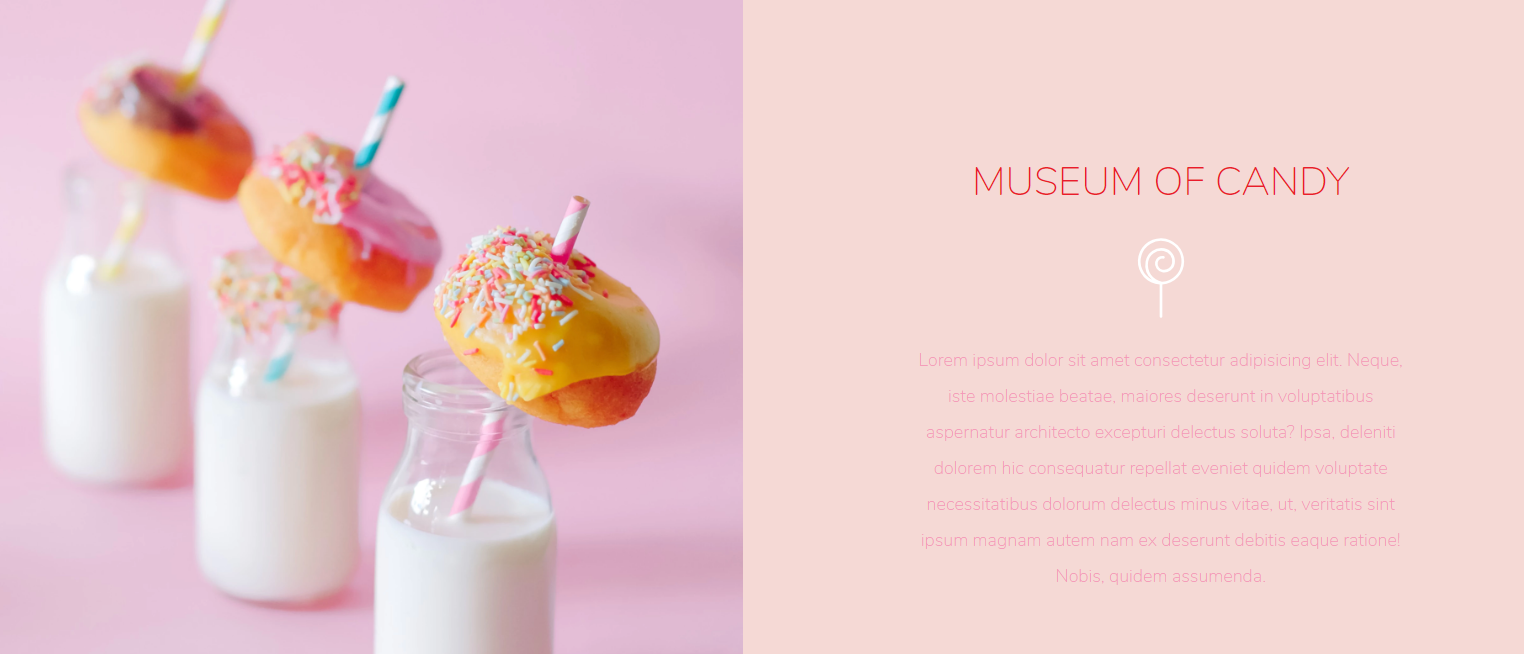 MUSEUM OF CANDY
Lorem ipsum dolor sit amet consectetur adipisicing elit. Neque,
iste molestiae beatae, maiores deserunt in voluptatibus
aspernatur architecto excepturi delectus soluta? Ipsa, deleniti
dolorem hic consequatur repellat eveniet quidem voluptate
necessitatibus dolorum delectus minus vitae, ut, veritatis sint
ipsum magnam autem nam ex deserunt debitis eaque ratione!
Nobis, quidem assumenda.